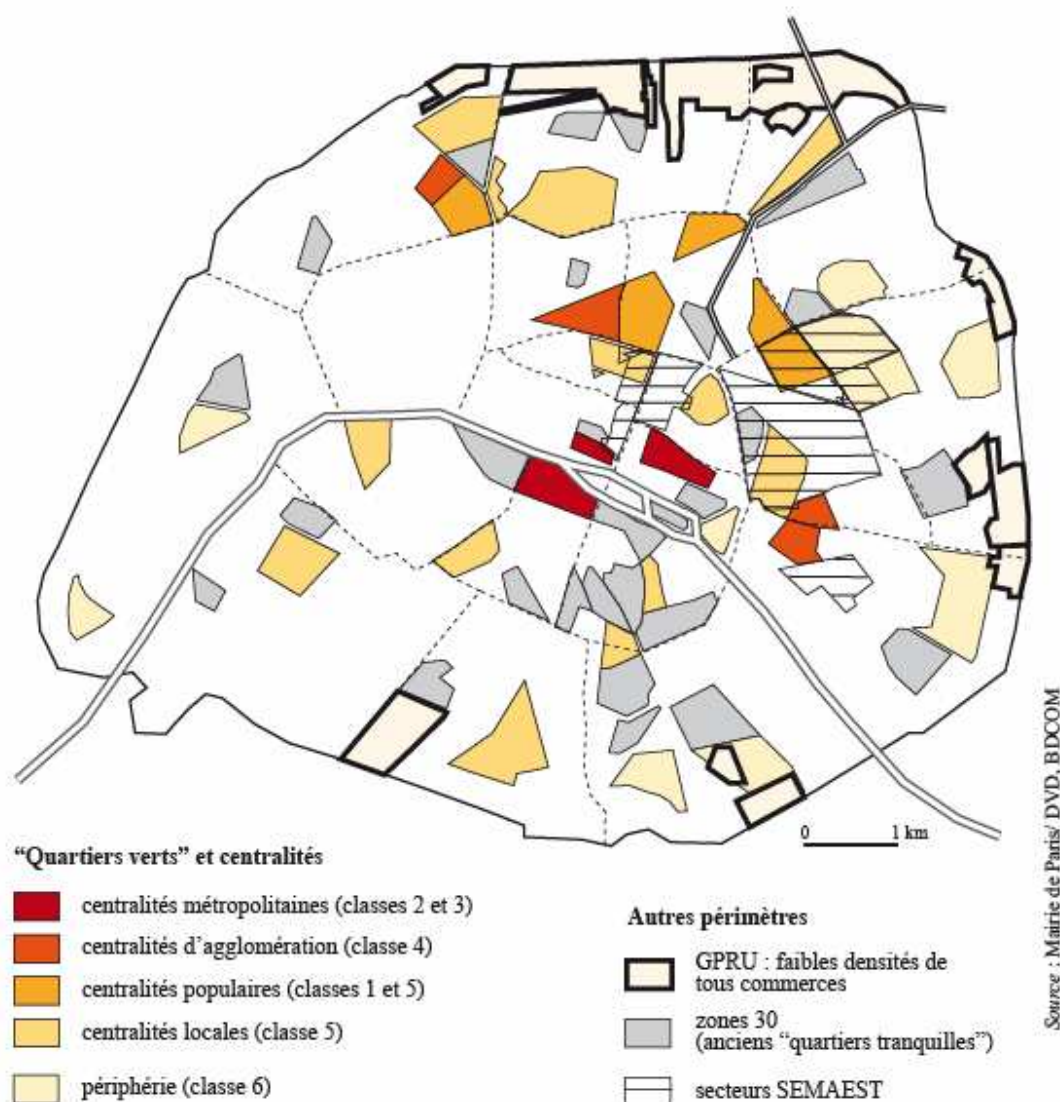 0 1 km
“Quartiers verts” et centralités
centralités métropolitaines (classes 2 et 3)
centralités d’agglomération (classe 4)
centralités populaires (classes 1 et 5)
centralités locales (classe 5)
périphérie (classe 6)
Autres périmètres
GPRU : faibles densités de
tous commerces
zones 30
(anciens “quartiers tranquilles”)
secteurs SEMAEST
Source : Mairie de Paris/ DVD, BDCOM